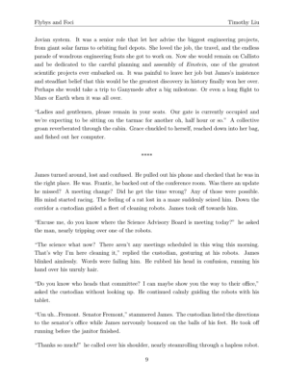 Flybys and Foci Timothy Liu
Jovian system. It was a senior role that let her advise the biggest engineering projects,
from giant solar farms to orbiting fuel depots. She loved the job, the travel, and the endless
parade of wondrous engineering feats she got to work on. Now she would remain on Callisto
and be dedicated to the careful planning and assembly of Einstein, one of the greatest
scientific projects ever embarked on. It was painful to leave her job but James's insistence
and steadfast belief that this would be the greatest discovery in history finally won her over.
Perhaps she would take a trip to Ganymede after a big milestone. Or even a long flight to
Mars or Earth when it was all over.
"Ladies and gentlemen, please remain in your seats. Our gate is currently occupied and
we're expecting to be sitting on the tarmac for another oh, half hour or so." A collective
groan reverberated through the cabin. Grace chuckled to herself, reached down into her bag,
and fished out her computer.
****
James turned around, lost and confused. He pulled out his phone and checked that he was in
the right place. He was. Frantic, he backed out of the conference room. Was there an update
he missed? A meeting change? Did he get the time wrong? Any of those were possible.
His mind started racing. The feeling of a rat lost in a maze suddenly seized him. Down the
corridor a custodian guided a fleet of cleaning robots. James took off towards him.
"Excuse me, do you know where the Science Advisory Board is meeting today?" he asked
the man, nearly tripping over one of the robots.
"The science what now? There aren't any meetings scheduled in this wing this morning.
That's why I'm here cleaning it," replied the custodian, gesturing at his robots. James
blinked aimlessly. Words were failing him. He rubbed his head in confusion, running his
hand over his unruly hair.
"Do you know who heads that committee? I can maybe show you the way to their office,"
asked the custodian without looking up. He continued calmly guiding the robots with his
tablet.
"Um uh...Fremont. Senator Fremont," stammered James. The custodian listed the directions
to the senator's office while James nervously bounced on the balls of his feet. He took off
running before the janitor finished.
"Thanks so much!" he called over his shoulder, nearly steamrolling through a hapless robot.
9